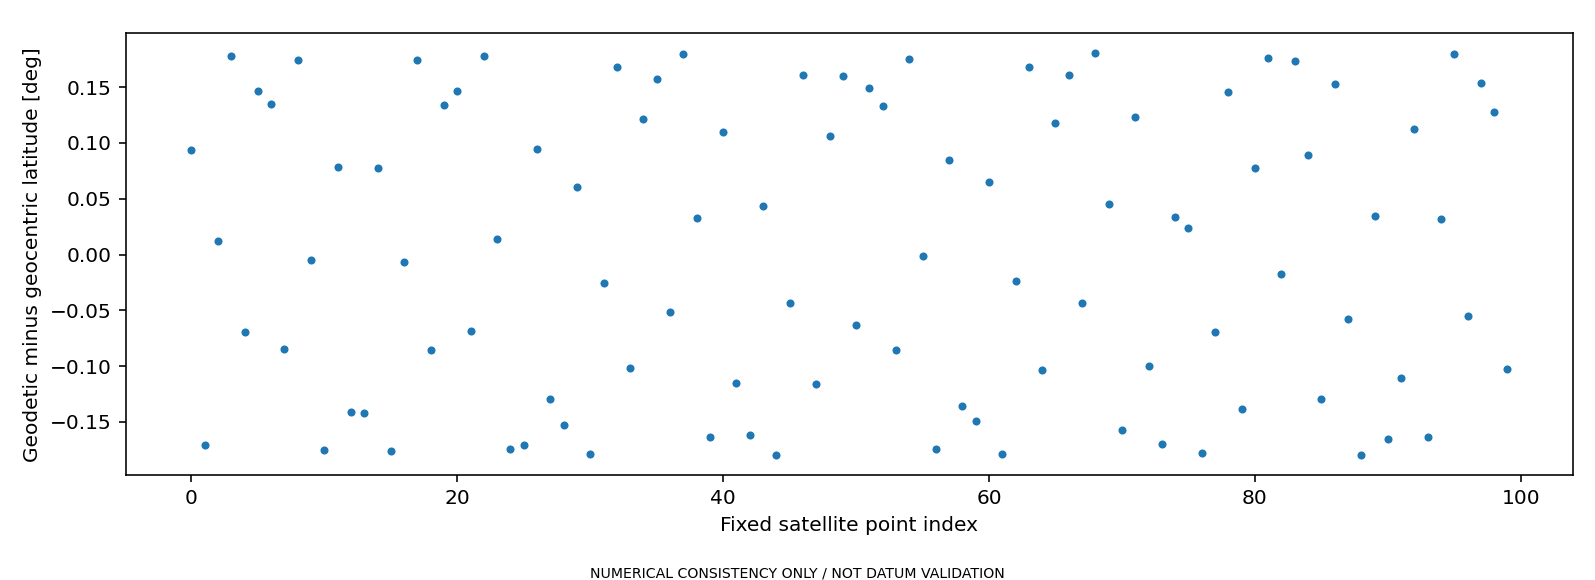 Geodetic minus geocentric latitude [deg]
0.15
0.10
0.05
0.00
−0.05
−0.10
−0.15
0 20 40 60 80 100
Fixed satellite point index
NUMERICAL CONSISTENCY ONLY / NOT DATUM VALIDATION